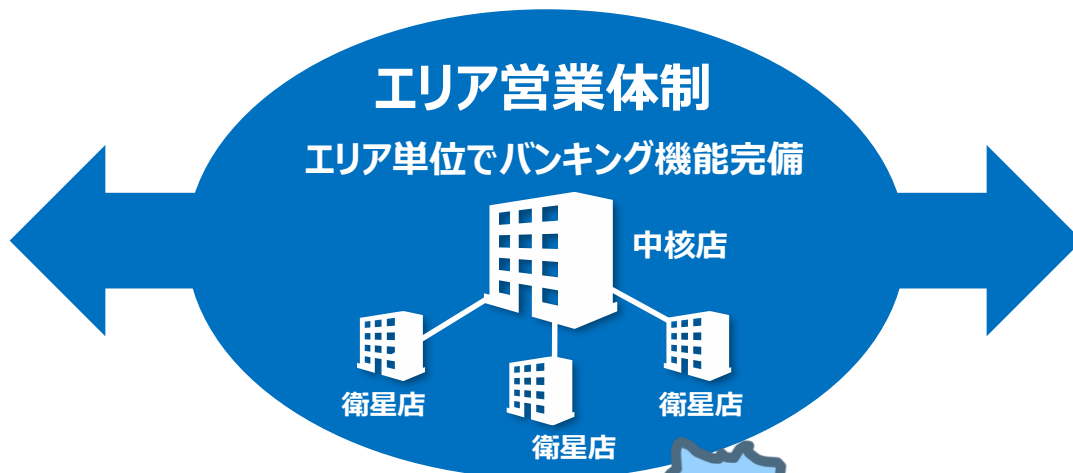 エリア営業体制
エリア単位でバンキング機能完備
中核店
衛星店
衛星店
衛星店